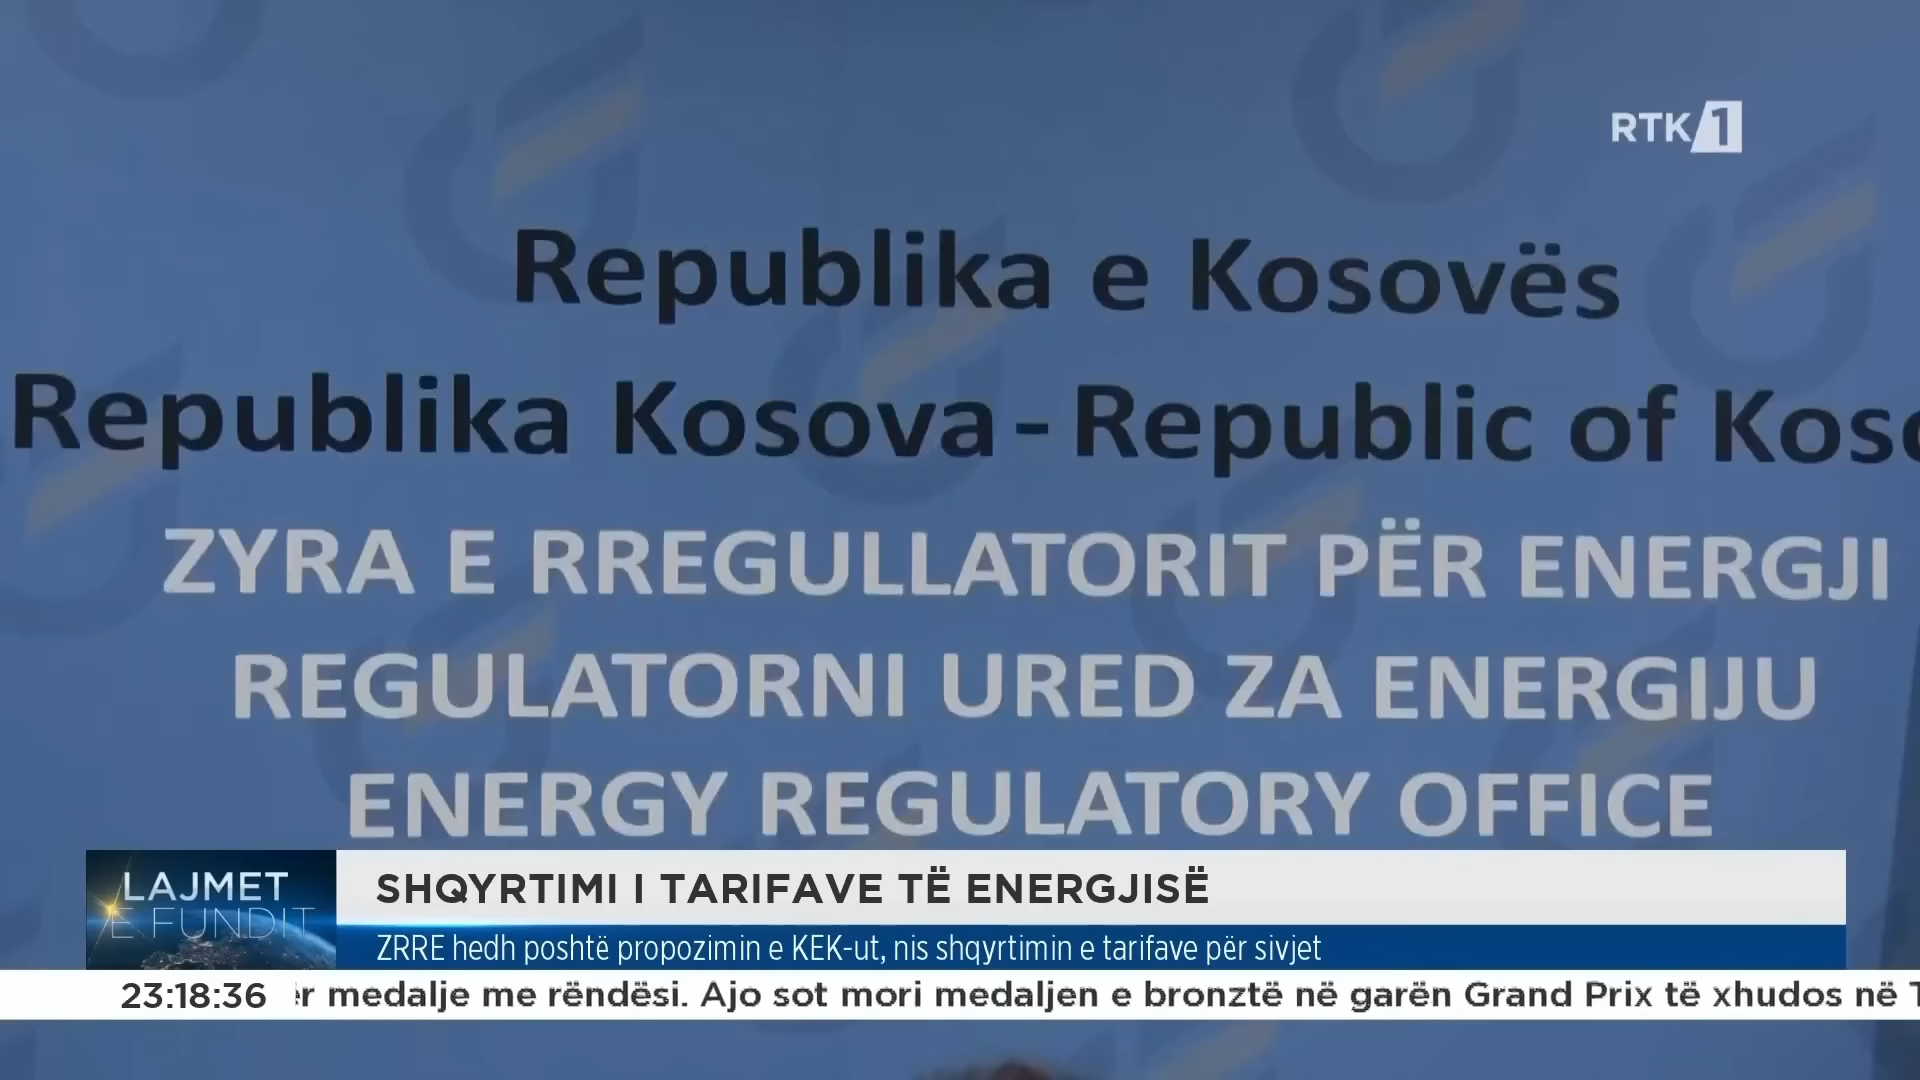 RTK 1
Republika e Kosovës
Republika Kosova - Republic of
ZYRA E RREGULLATORIT PËR ENERGJI
REGULATORNI URED ZA ENERGIJU
ENERGY REGULATORY OFFICE
LAJMET
E FUNDIT
SHQYRTIMI I TARIFAVE TË ENERGJISË
ZRRE hedh poshtë propozimin e KEK-ut, nis shqyrtimin e tarifave për sivjet
23:18:36
medalje me rëndësi. Ajo sot mori medaljen e bronztë në garën Grand Prix të xhudos në